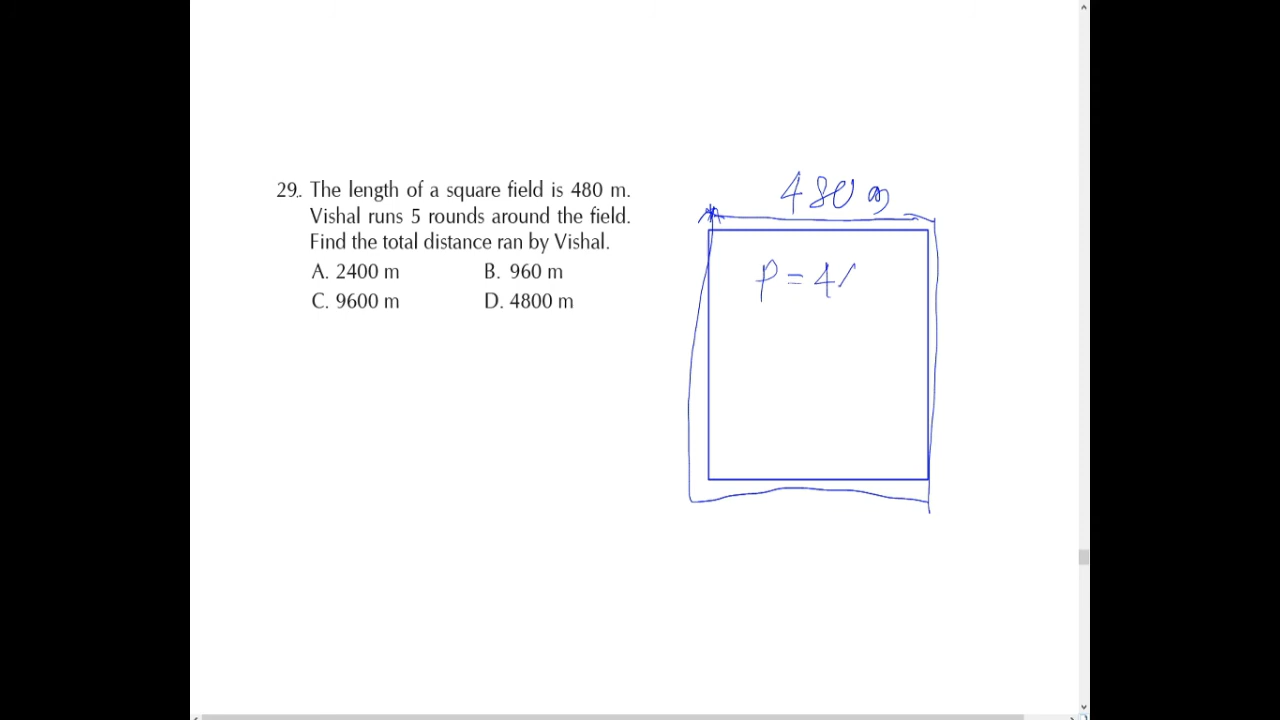 29. The length of a square field is 480 m.
Vishal runs 5 rounds around the field.
Find the total distance ran by Vishal.
A. 2400 m B. 960 m
C. 9600 m D. 4800 m
480 m
P = 4